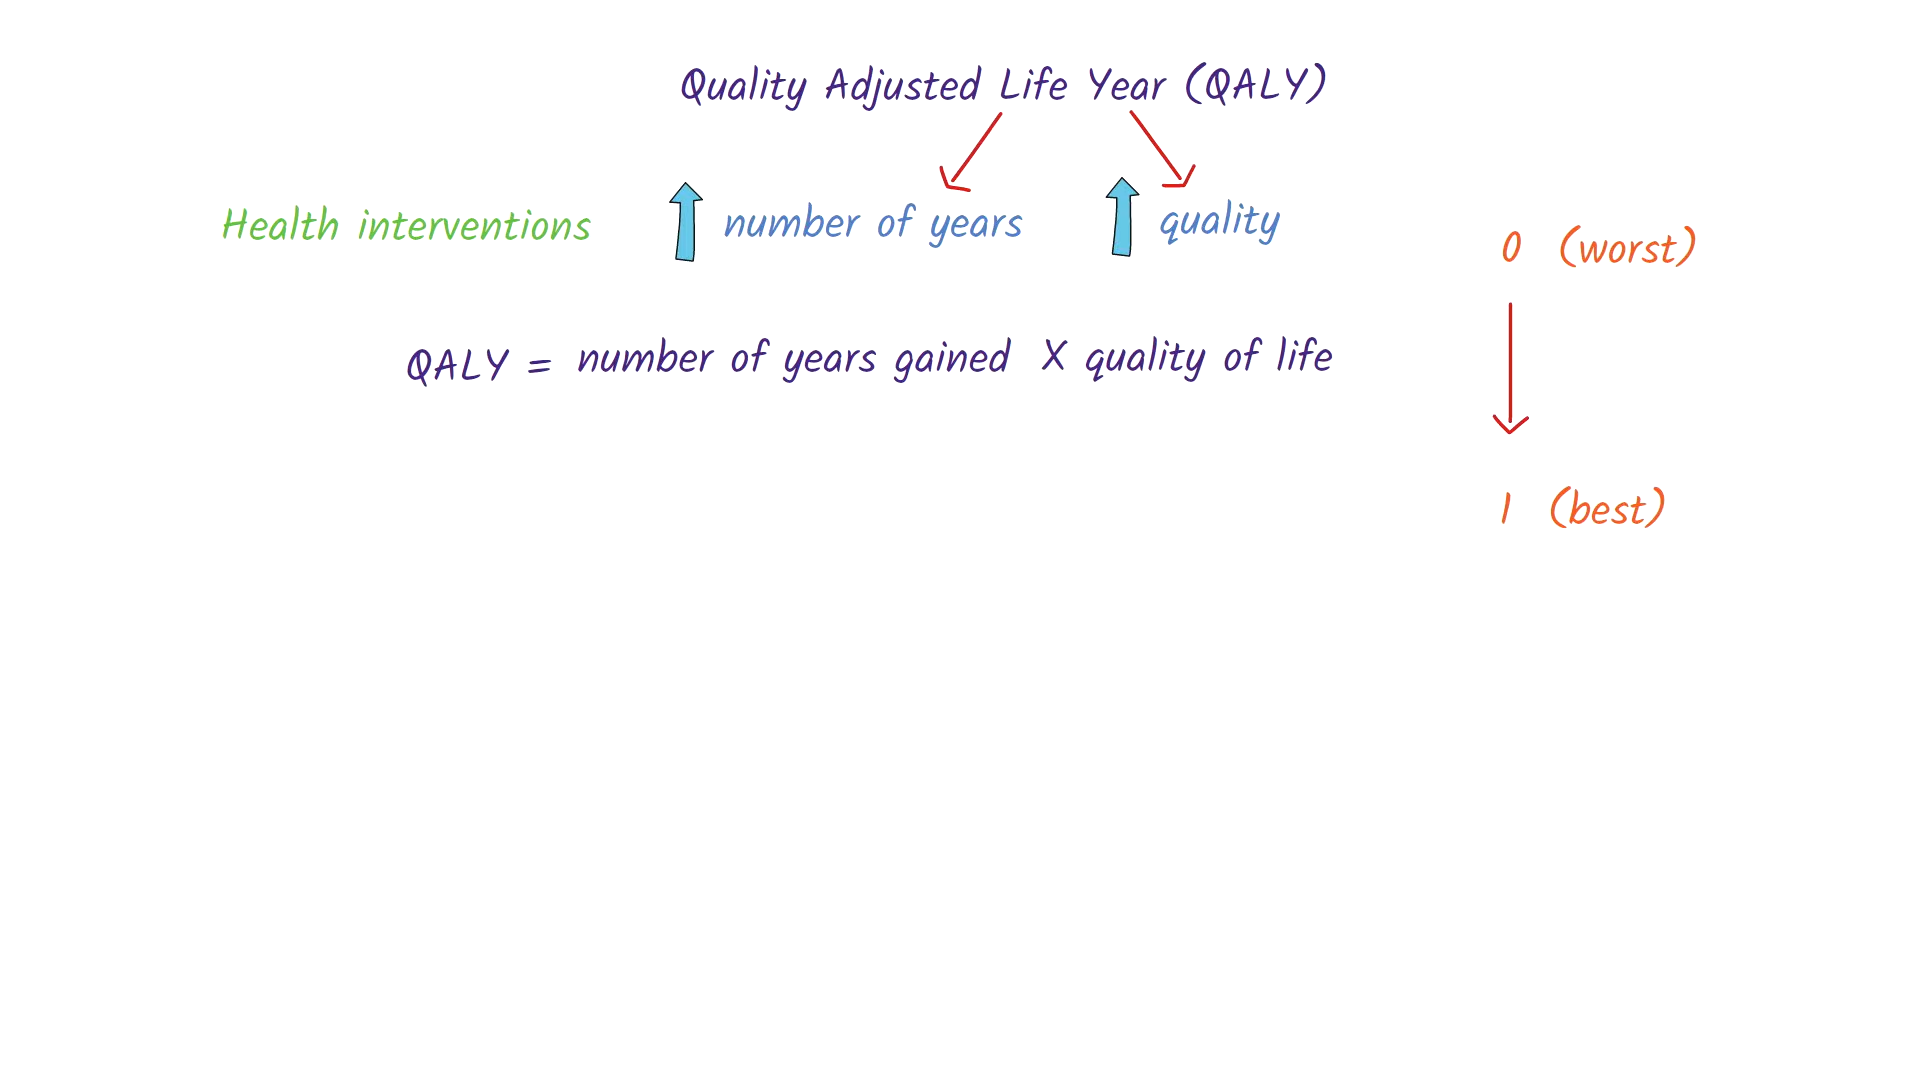 Quality Adjusted Life Year (QALY)
Health interventions number of years quality
0 (worst)
QALY = number of years gained X quality of life
1 (best)